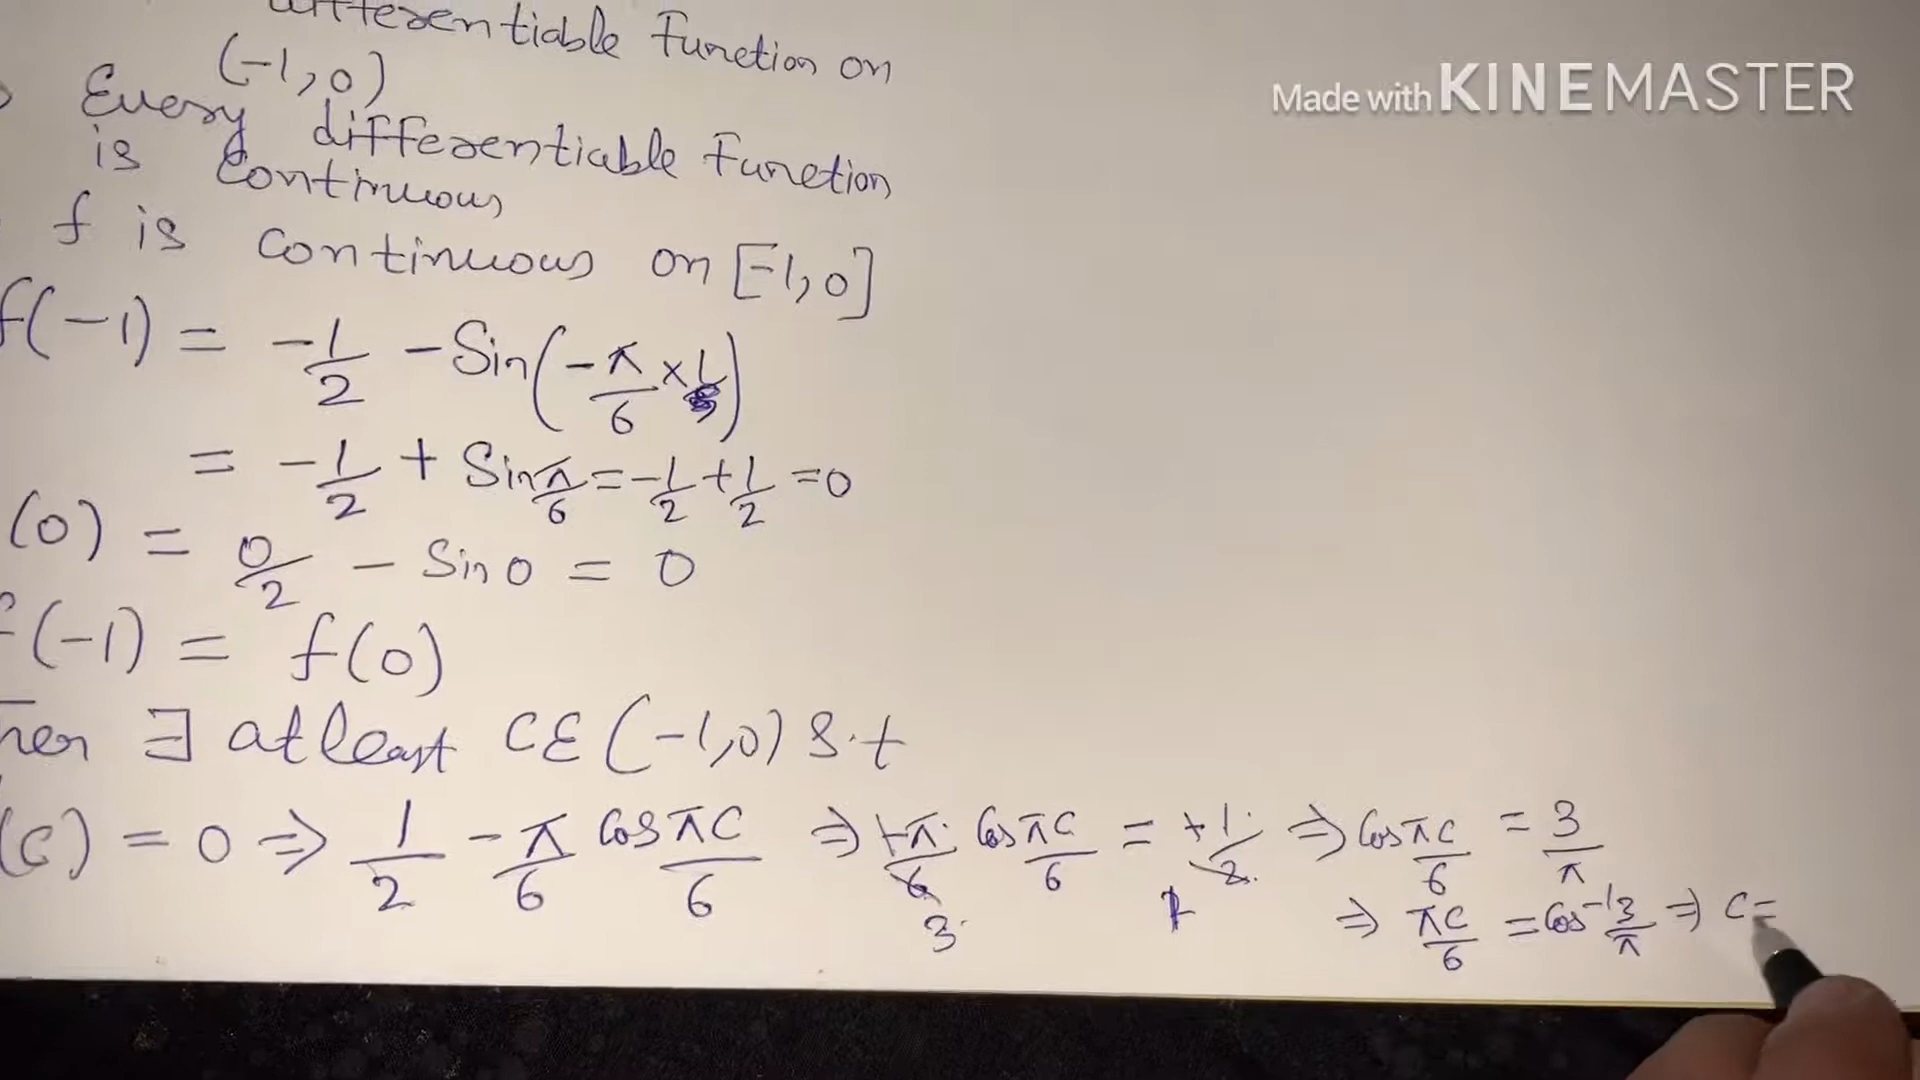 differentiable Function on
(-1,0)
Made with KINEMASTER
Every differentiable Function
is Continuous
f is Continuous on [-1,0]
f(-1) = -1/2 - Sin(-π/6 × 1)
= -1/2 + Sin π/6 = -1/2 + 1/2 = 0
(0) = 0/2 - Sin 0 = 0
f(-1) = f(0)
∃ atleast C ∈ (-1,0) S.t
(c) = 0 ⇒ 1/2 - π/6 Cos πc/6 ⇒ +π/6 Cos πc/6 = +1/2 ⇒ Cos πc/6 = 3/π
3 1 ⇒ πc/6 = Cos⁻¹ 3/π ⇒ C=